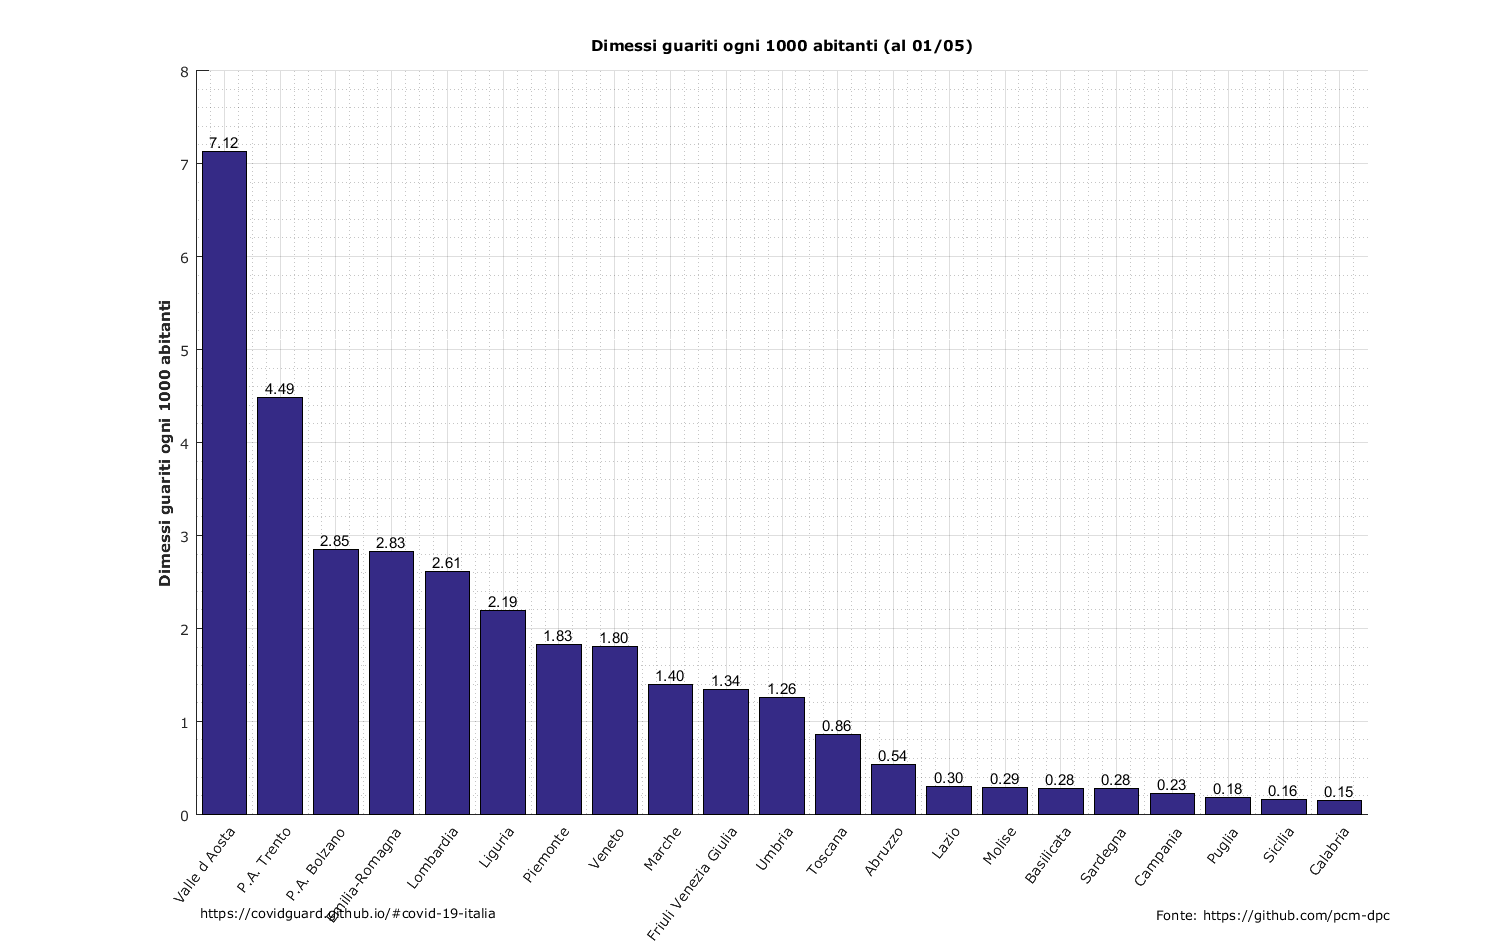 Dimessi guariti ogni 1000 abitanti (al 01/05)
Dimessi guariti ogni 1000 abitanti
8
7
6
5
4
3
2
1
0
7.12
4.49
2.85
2.83
2.61
2.19
1.83
1.80
1.40
1.34
1.26
0.86
0.54
0.30
0.29
0.28
0.28
0.23
0.18
0.16
0.15
Valle d Aosta
P.A. Trento
P.A. Bolzano
Emilia-Romagna
Lombardia
Liguria
Piemonte
Veneto
Marche
Friuli Venezia Giulia
Umbria
Toscana
Abruzzo
Lazio
Molise
Basilicata
Sardegna
Campania
Puglia
Sicilia
Calabria
https://covidguard.github.io/#covid-19-italia
Fonte: https://github.com/pcm-dpc